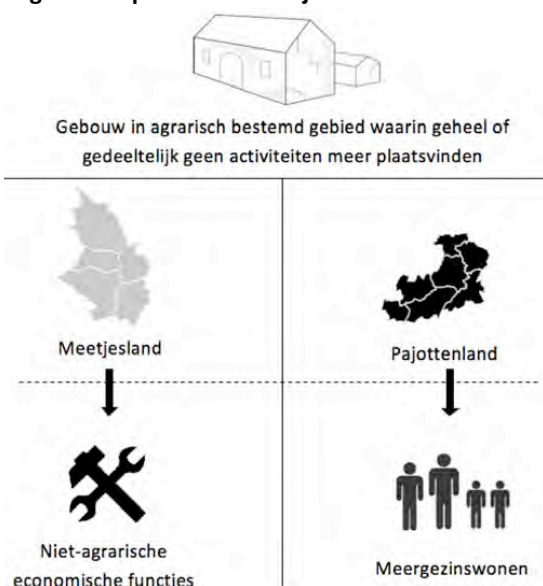 Gebouw in agrarisch bestemd gebied waarin geheel of
gedeeltelijk geen activiteiten meer plaatsvinden
Meetjesland
Pajottenland
Niet-agrarische
economische functies
Meergezinswonen